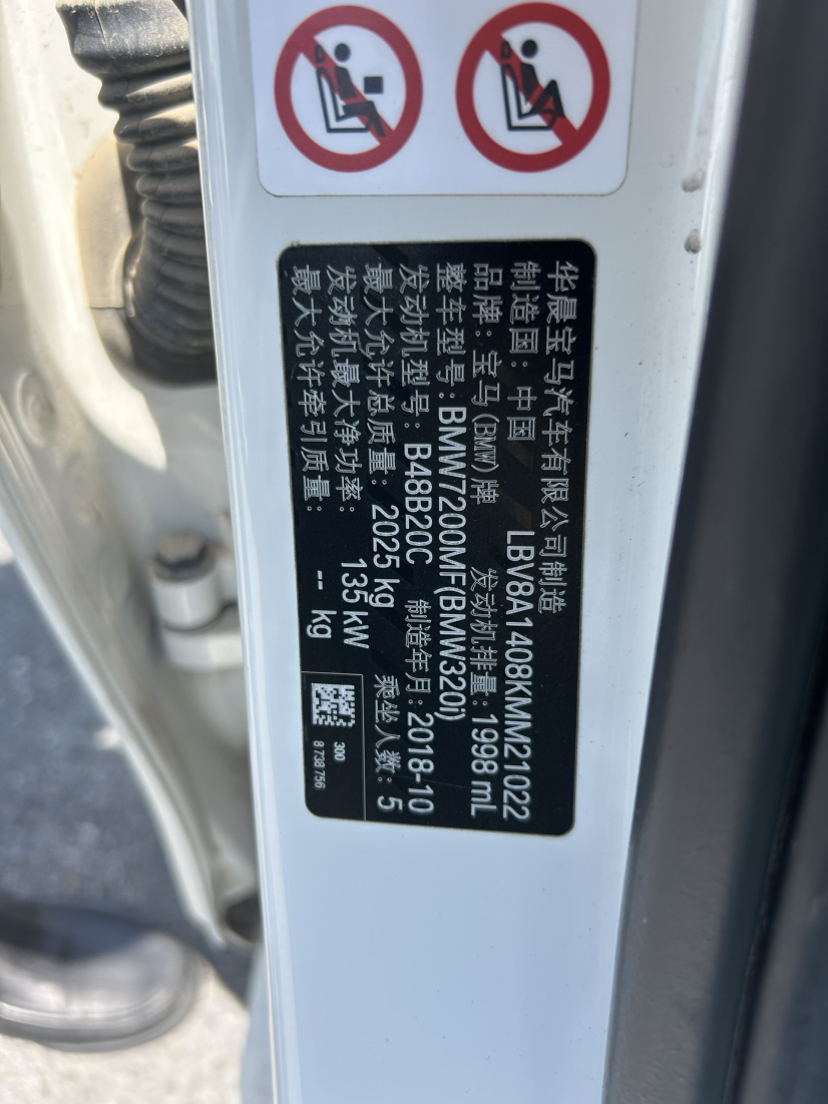 华晨宝马汽车有限公司制造
制造国：中国 LBV8A1408KMM21022
品牌：宝马(BMW)牌 发动机排量：1998 mL
整车型号：BMW7200MF(BMW320i)
发动机型号：B48B20C 制造年月：2018-10
最大允许总质量：2025 kg 乘坐人数：5
发动机最大净功率：135 kW
最大允许牵引质量：-- kg
300
8 738 756